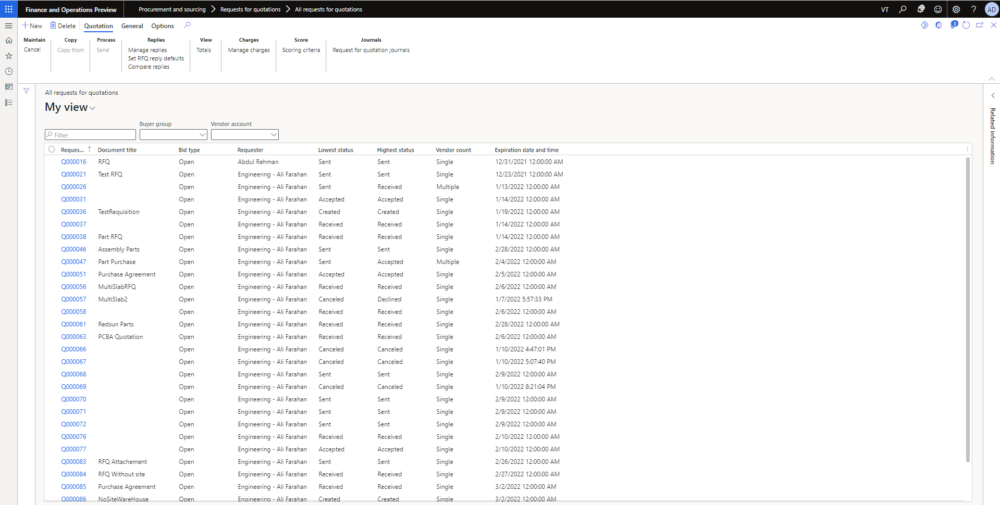 Finance and Operations Preview Procurement and sourcing Requests for quotations All requests for quotations VT 20 ? AD
New Delete Quotation General Options 0
Maintain Copy Process Replies View Charges Score Journals
Cancel Copy from Send Manage replies Totals Manage charges Scoring criteria Request for quotation journals
Set RFQ reply defaults
Compare replies
All requests for quotations
My view
Buyer group Vendor account
Filter
Reques... ↑ Document title Bid type Requester Lowest status Highest status Vendor count Expiration date and time
Q000016 RFQ Open Abdul Rehman Sent Sent Single 12/31/2021 12:00:00 AM
Q000021 Test RFQ Open Engineering - Ali Farahan Sent Sent Single 12/23/2021 12:00:00 AM
Q000026 Open Engineering - Ali Farahan Sent Received Multiple 1/13/2022 12:00:00 AM
Q000031 Open Engineering - Ali Farahan Accepted Accepted Single 1/14/2022 12:00:00 AM
Q000036 TestRequisition Open Engineering - Ali Farahan Created Created Single 1/19/2022 12:00:00 AM
Q000037 Open Engineering - Ali Farahan Received Received Single 1/14/2022 12:00:00 AM
Q000038 Part RFQ Open Engineering - Ali Farahan Received Received Single 1/14/2022 12:00:00 AM
Q000046 Assembly Parts Open Engineering - Ali Farahan Sent Sent Single 2/28/2022 12:00:00 AM
Q000047 Part Purchase Open Engineering - Ali Farahan Sent Accepted Multiple 2/4/2022 12:00:00 AM
Q000051 Purchase Agreement Open Engineering - Ali Farahan Accepted Accepted Single 2/5/2022 12:00:00 AM
Q000056 MultiSlabRFQ Open Engineering - Ali Farahan Received Received Single 2/6/2022 12:00:00 AM
Q000057 MultiSlab2 Open Engineering - Ali Farahan Canceled Declined Single 1/7/2022 5:57:33 PM
Q000058 Open Engineering - Ali Farahan Received Received Single 2/6/2022 12:00:00 AM
Q000061 Redsun Parts Open Engineering - Ali Farahan Received Received Single 2/28/2022 12:00:00 AM
Q000063 PCBA Quotation Open Engineering - Ali Farahan Received Received Single 2/6/2022 12:00:00 AM
Q000066 Open Engineering - Ali Farahan Canceled Canceled Single 1/10/2022 4:47:01 PM
Q000067 Open Engineering - Ali Farahan Canceled Canceled Single 1/10/2022 5:07:40 PM
Q000068 Open Engineering - Ali Farahan Sent Sent Single 2/9/2022 12:00:00 AM
Q000069 Open Engineering - Ali Farahan Canceled Canceled Single 1/10/2022 8:21:04 PM
Q000070 Open Engineering - Ali Farahan Sent Sent Single 2/9/2022 12:00:00 AM
Q000071 Open Engineering - Ali Farahan Sent Sent Single 2/9/2022 12:00:00 AM
Q000072 Open Engineering - Ali Farahan Sent Sent Single 2/9/2022 12:00:00 AM
Q000076 Open Engineering - Ali Farahan Received Received Single 2/10/2022 12:00:00 AM
Q000077 Open Engineering - Ali Farahan Accepted Accepted Single 2/10/2022 12:00:00 AM
Q000083 RFQ Attachement Open Engineering - Ali Farahan Sent Sent Single 2/26/2022 12:00:00 AM
Q000084 RFQ Without site Open Engineering - Ali Farahan Received Received Single 2/27/2022 12:00:00 AM
Q000085 Purchase Agreement Open Engineering - Ali Farahan Received Received Single 3/2/2022 12:00:00 AM
Q000086 NoSiteWareHouse Open Engineering - Ali Farahan Created Created Single 3/2/2022 12:00:00 AM
Related information